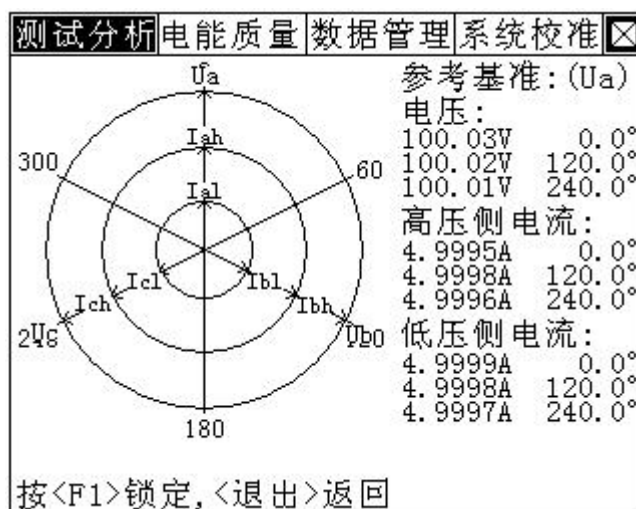 测试分析 电能质量 数据管理 系统校准
Ua
Iah
Ial
300
60
Icl
Ibl
Ich
Ibh
Uc
Ub
180
参考基准:(Ua)
电压:
100.03V 0.0°
100.02V 120.0°
100.01V 240.0°
高压侧电流:
4.9995A 0.0°
4.9998A 120.0°
4.9996A 240.0°
低压侧电流:
4.9999A 0.0°
4.9998A 120.0°
4.9997A 240.0°
按<F1>锁定,<退出>返回